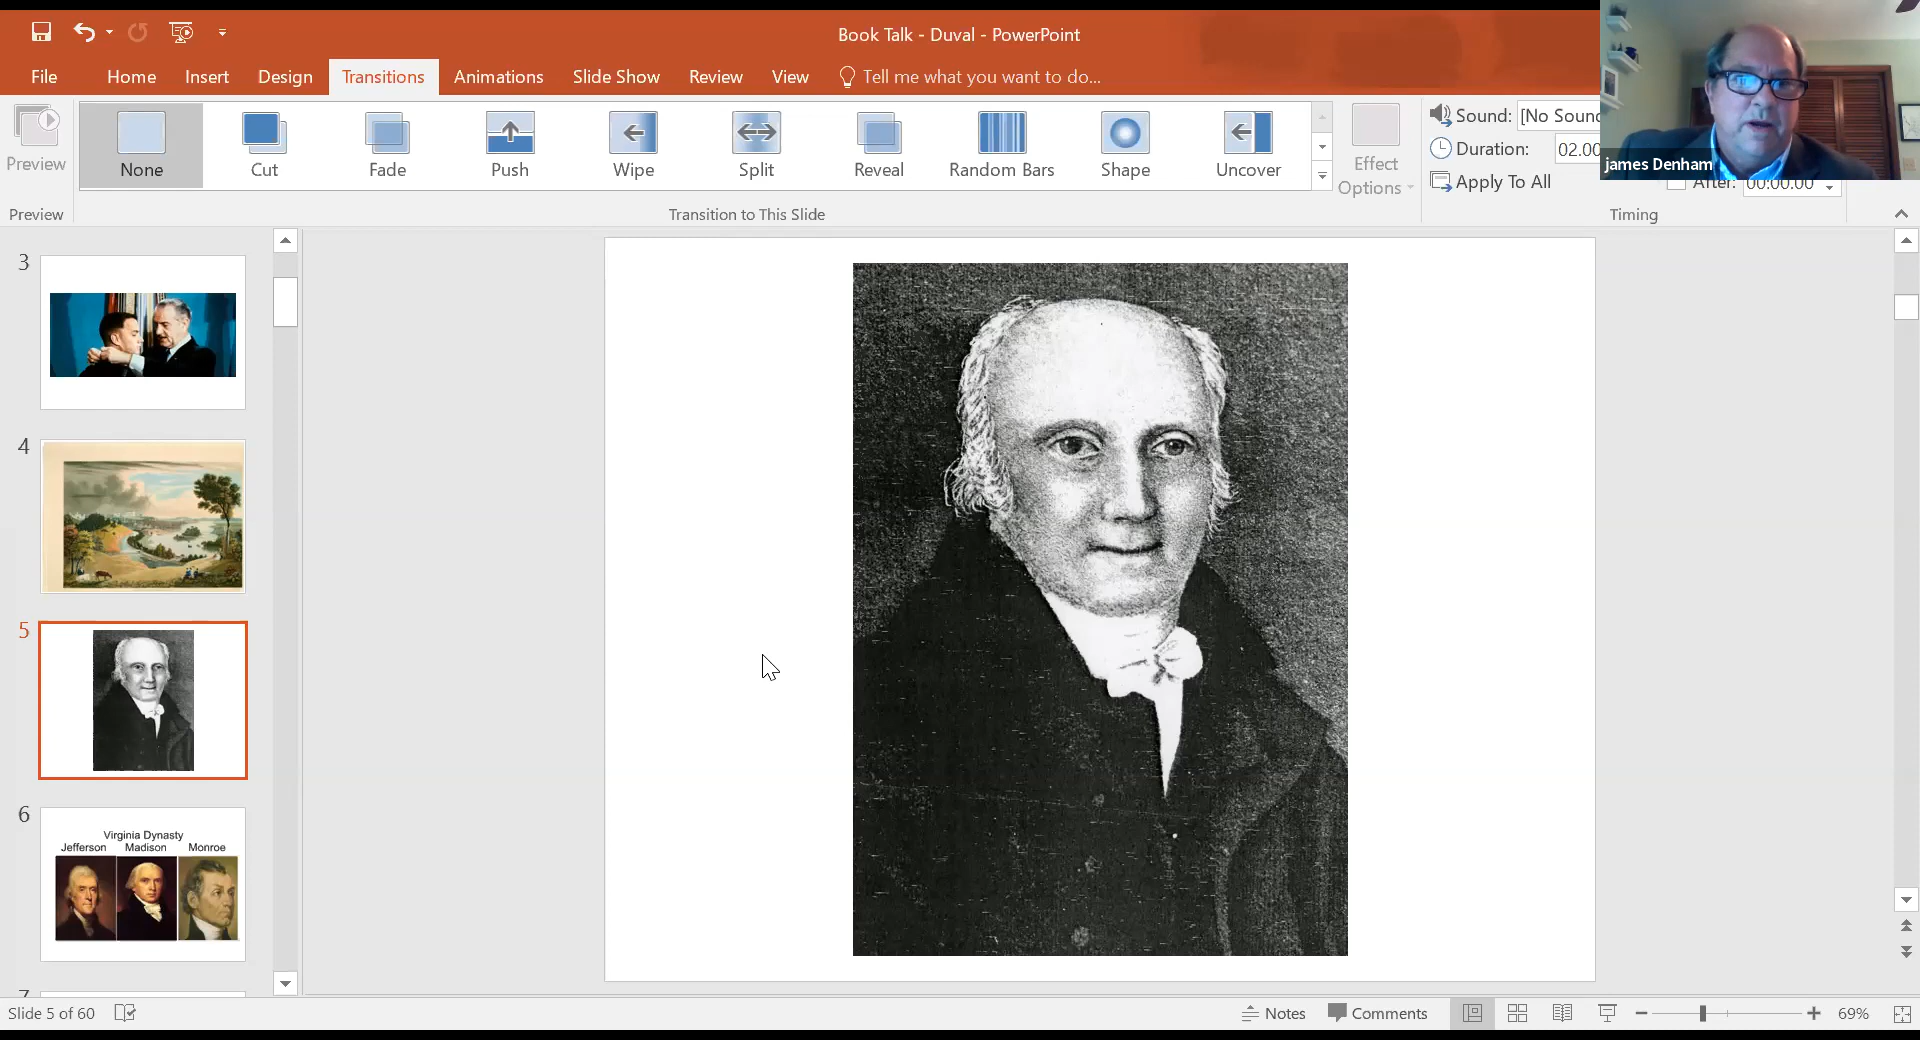 Book Talk - Duval - PowerPoint
File Home Insert Design Transitions Animations Slide Show Review View Tell me what you want to do...
Preview
None Cut Fade Push Wipe Split Reveal Random Bars Shape Uncover
Effect Options
Sound: [No Soun
Duration: 02.00
Apply To All
After: 00:00.00
james Denham
Preview
Transition to This Slide
Timing
3
4
5
6
Virginia Dynasty
Jefferson Madison Monroe
Slide 5 of 60
Notes Comments 69%